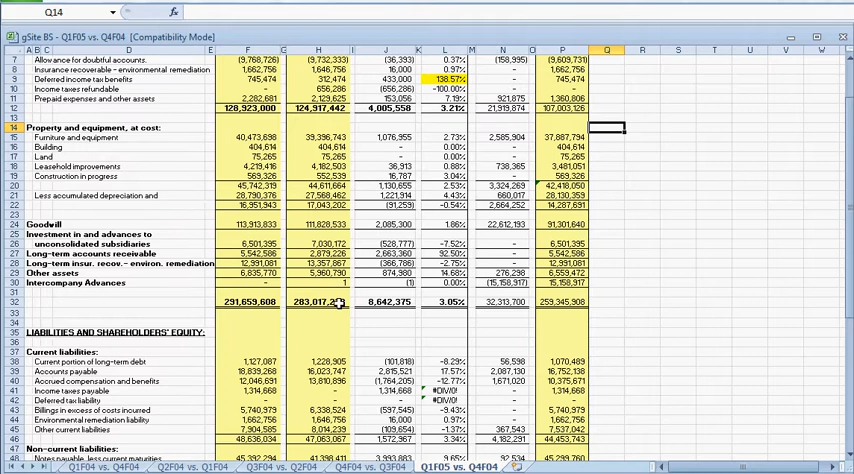 Q14 fx
gSite BS - Q1F05 vs. Q4F04 [Compatibility Mode]
A B C D E F G H I J K L M N O P Q R S T U V W
7 Allowance for doubtful accounts. (9,768,726) (9,732,333) (36,393) 0.37% (158,995) (9,609,731)
8 Insurance recoverable - environmental remediation 1,662,756 1,646,756 16,000 0.97% - 1,662,756
9 Deferred income tax benefits 745,474 312,474 433,000 138.57% - 745,474
10 Income taxes refundable - 656,286 (656,286) -100.00% - -
11 Prepaid expenses and other assets 2,282,681 2,129,625 153,056 7.19% 921,875 1,360,806
12 128,923,000 124,917,442 4,005,558 3.21% 21,919,874 107,003,126
14 Property and equipment, at cost:
15 Furniture and equipment 40,473,698 39,396,743 1,076,955 2.73% 2,585,904 37,887,794
16 Building 404,614 404,614 - 0.00% - 404,614
17 Land 75,265 75,265 - 0.00% - 75,265
18 Leasehold improvements 4,219,416 4,182,503 36,913 0.88% 738,365 3,481,051
19 Construction in progress 569,326 552,539 16,787 3.04% - 569,326
20 45,742,319 44,611,664 1,130,655 2.53% 3,324,269 42,418,050
21 Less accumulated depreciation and 28,790,376 27,568,462 1,221,914 4.43% 660,017 28,130,359
22 16,951,943 17,043,202 (91,259) -0.54% 2,664,252 14,287,691
23
24 Goodwill 113,913,833 111,828,533 2,085,300 1.86% 22,612,193 91,301,640
25 Investment in and advances to
26 unconsolidated subsidiaries 6,501,395 7,030,172 (528,777) -7.52% - 6,501,395
27 Long-term accounts receivable 5,542,586 2,879,226 2,663,360 92.50% - 5,542,586
28 Long-term insur. recov.- environ. remediation 12,991,081 13,357,867 (366,786) -2.75% - 12,991,081
29 Other assets 6,835,770 5,960,790 874,980 14.68% 276,298 6,559,472
30 Intercompany Advances - 1 (1) 0.00% (15,158,917) 15,158,917
32 291,659,608 283,017,2 8,642,375 3.05% 32,313,700 259,345,908
33
35 LIABILITIES AND SHAREHOLDERS' EQUITY:
37 Current liabilities:
38 Current portion of long-term debt 1,127,087 1,228,905 (101,818) -8.29% 56,598 1,070,489
39 Accounts payable 18,839,268 16,023,747 2,815,521 17.57% 2,087,130 16,752,138
40 Accrued compensation and benefits 12,046,691 13,810,896 (1,764,205) -12.77% 1,671,020 10,375,671
41 Income taxes payable 1,314,668 - 1,314,668 #DIV/0! - 1,314,668
42 Deferred tax liability - - - #DIV/0! - -
43 Billings in excess of costs incurred 5,740,979 6,338,524 (597,545) -9.43% - 5,740,979
44 Environmental remediation liability 1,662,756 1,646,756 16,000 0.97% - 1,662,756
45 Other current liabilities 7,904,585 8,014,239 (109,654) -1.37% 367,543 7,537,042
46 48,636,034 47,063,067 1,572,967 3.34% 4,182,291 44,453,743
47 Non-current liabilities:
48 45,392,294 41,398,411 3,993,883 9.65% 45,299,760
Q1F04 vs. Q4F04 Q2F04 vs. Q1F04 Q3F04 vs. Q2F04 Q4F04 vs. Q3F04 Q1F05 vs. Q4F04